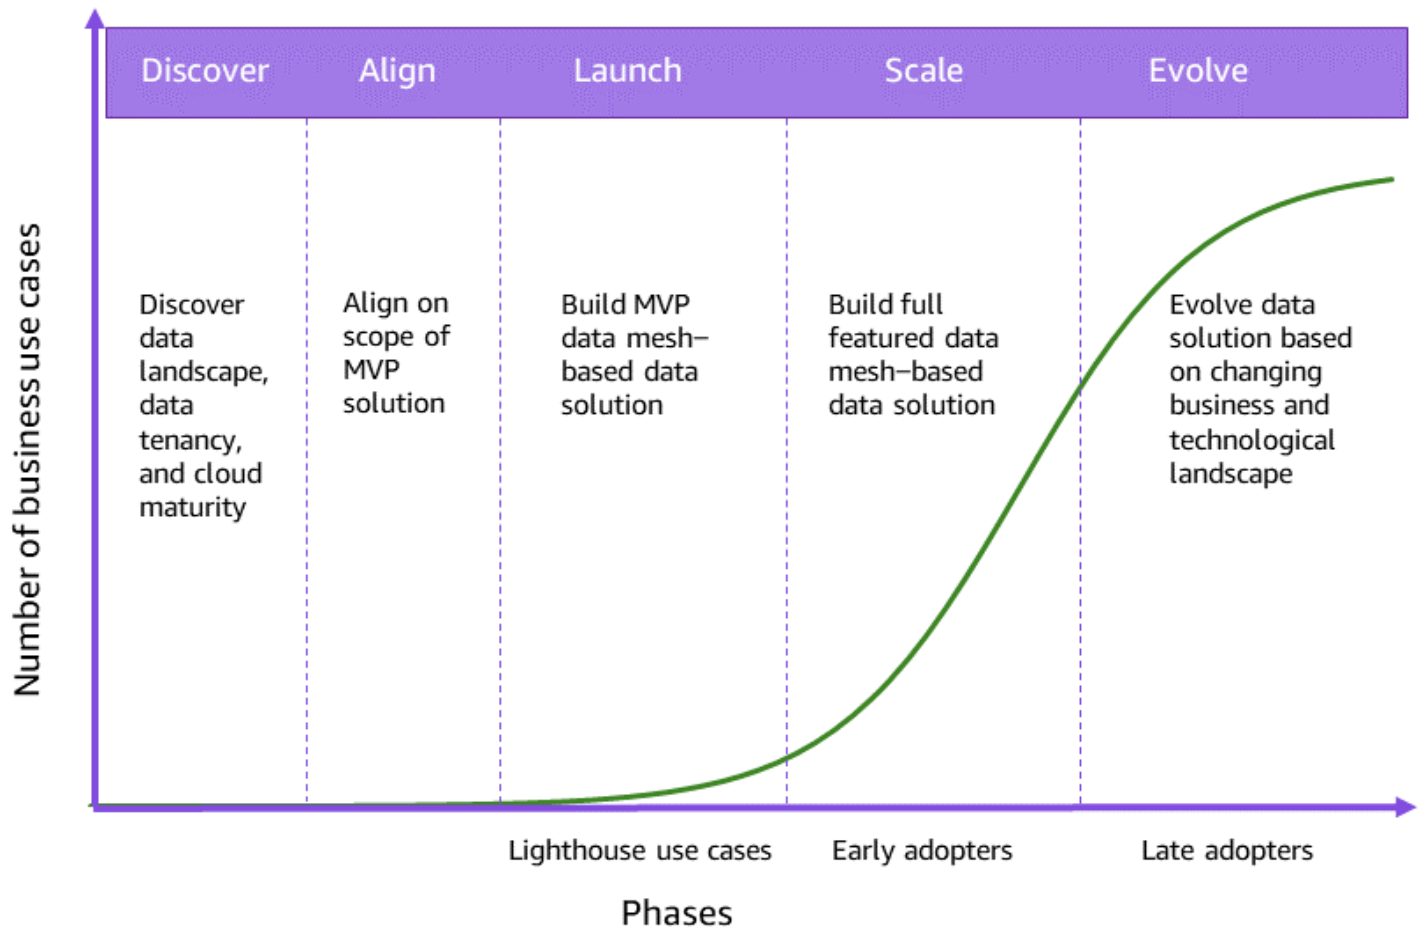 Discover Align Launch Scale Evolve
Number of business use cases
Discover
data
landscape,
data
tenancy,
and cloud
maturity
Align on
scope of
MVP
solution
Build MVP
data mesh–
based data
solution
Build full
featured data
mesh–based
data solution
Evolve data
solution based
on changing
business and
technological
landscape
Lighthouse use cases Early adopters Late adopters
Phases